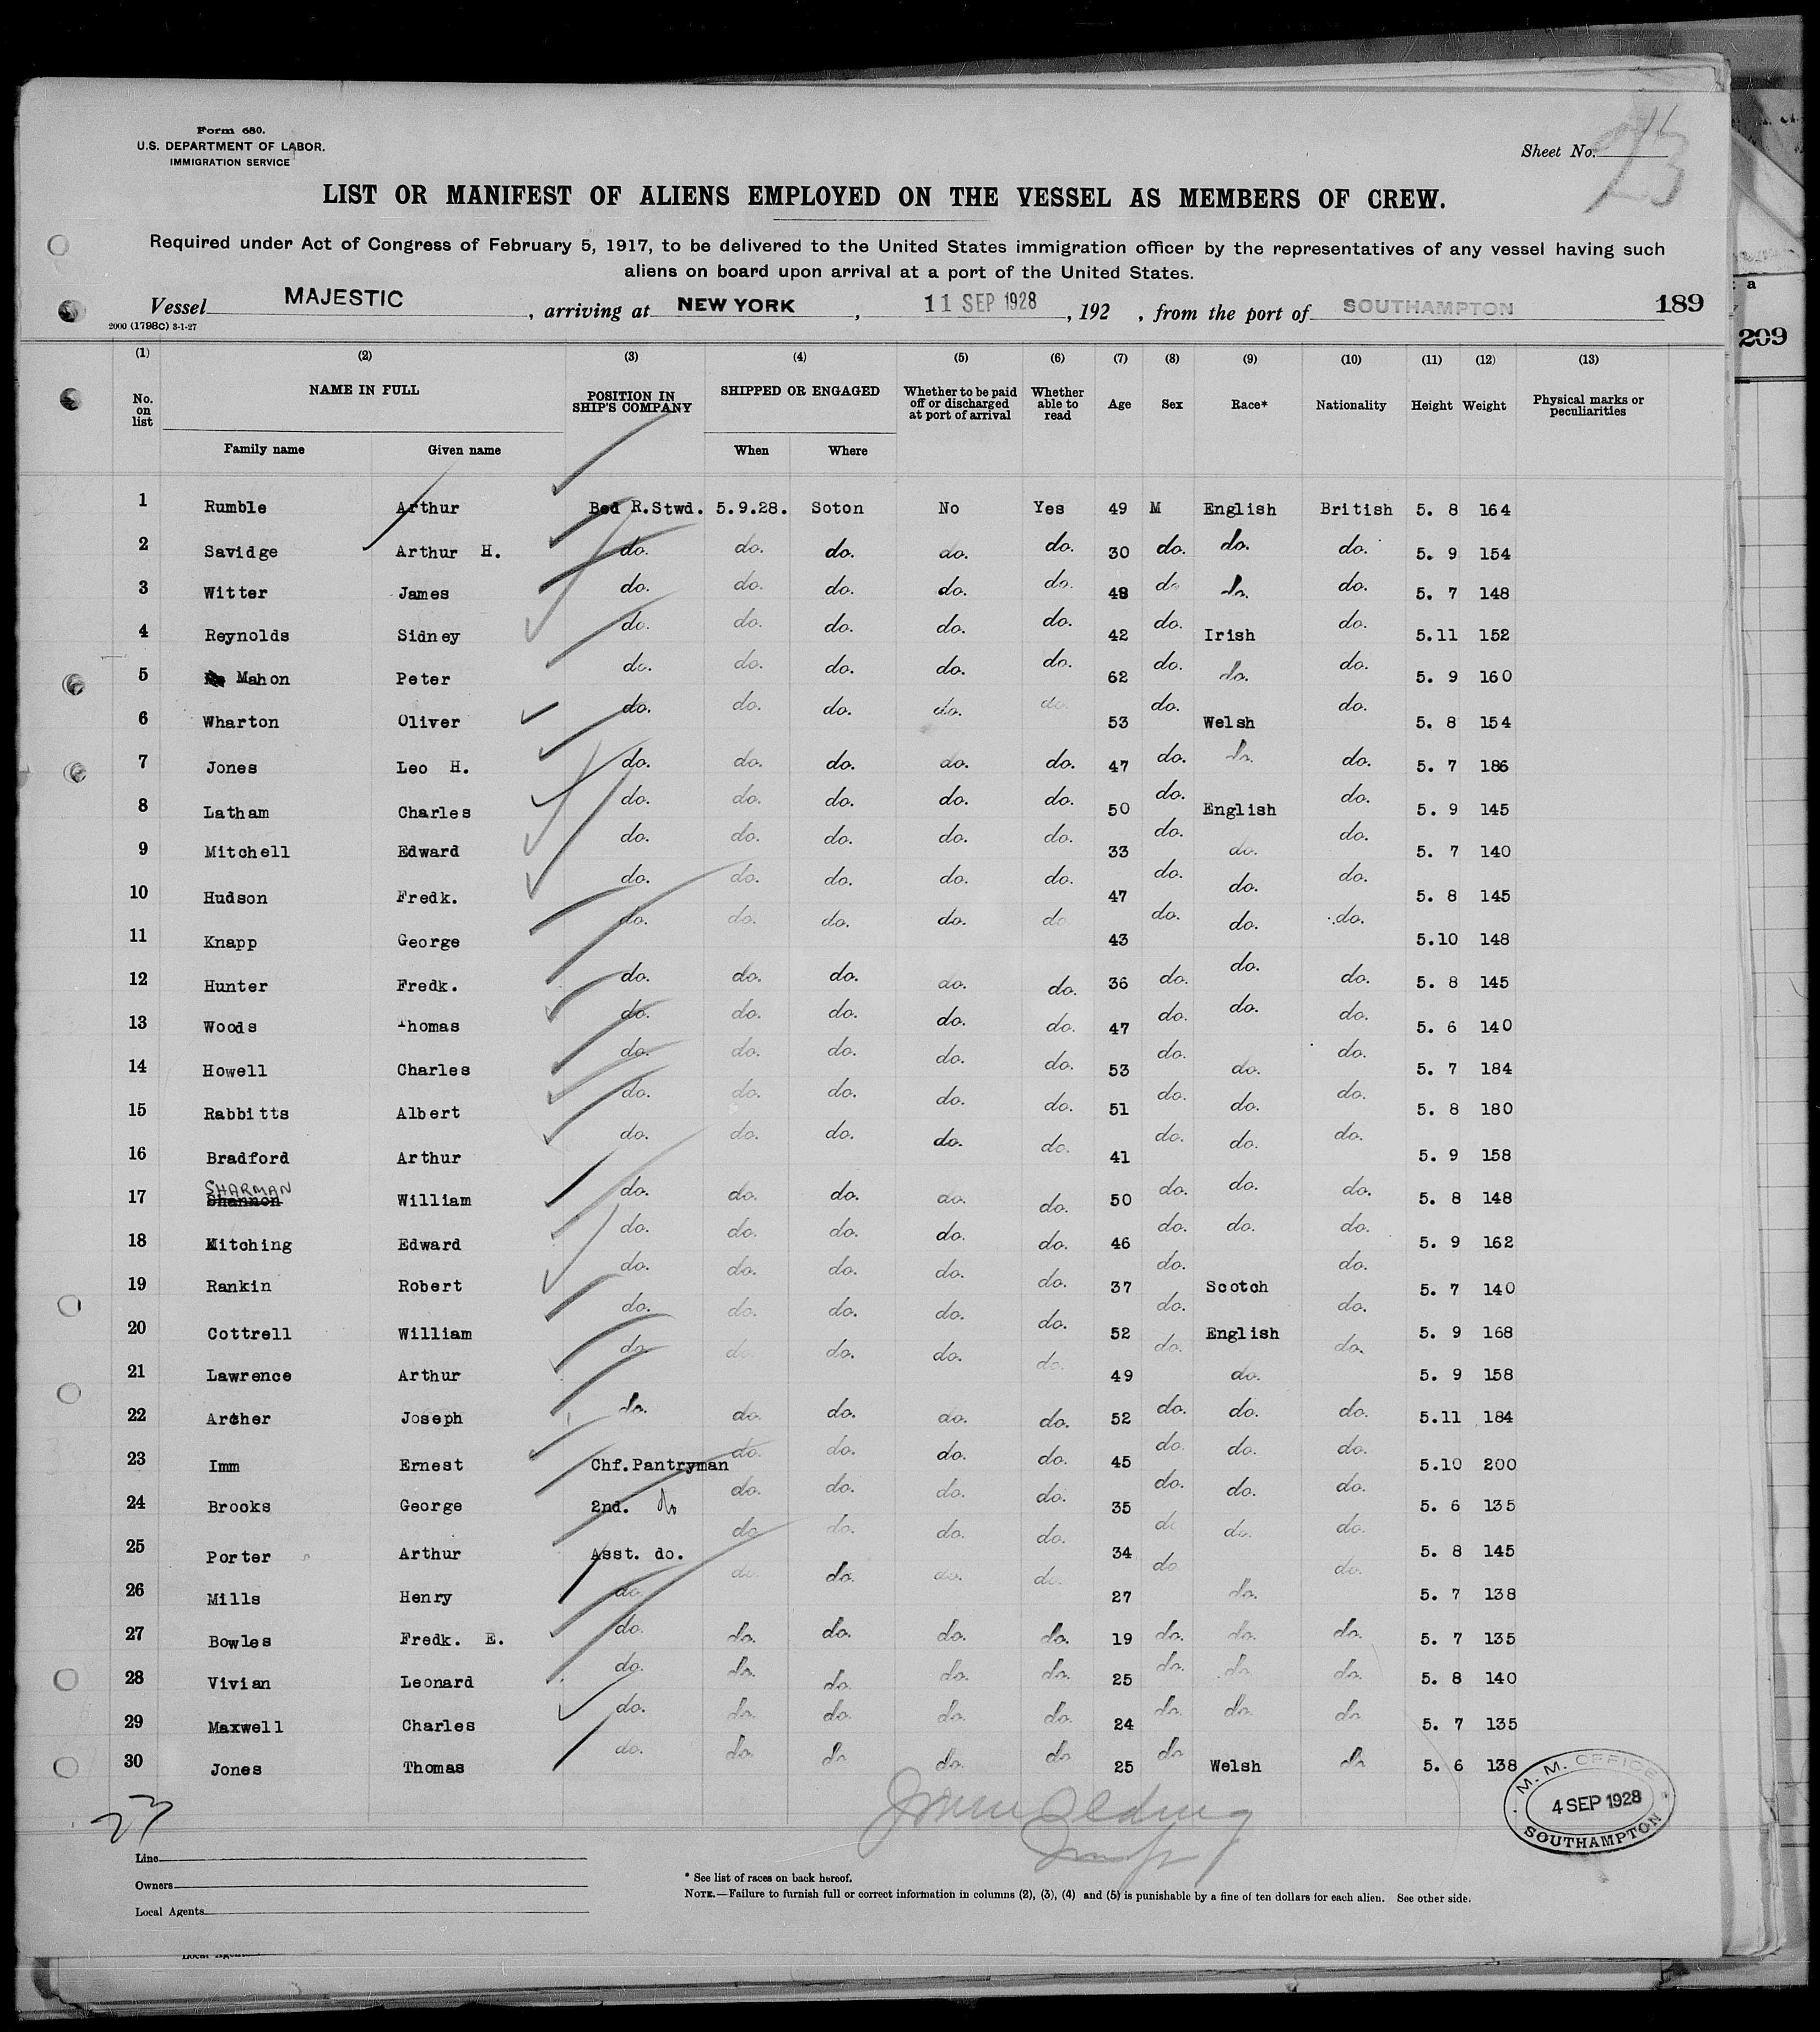 Form 680.
U.S. DEPARTMENT OF LABOR.
IMMIGRATION SERVICE
Sheet No.
LIST OR MANIFEST OF ALIENS EMPLOYED ON THE VESSEL AS MEMBERS OF CREW.
Required under Act of Congress of February 5, 1917, to be delivered to the United States immigration officer by the representatives of any vessel having such
aliens on board upon arrival at a port of the United States.
Vessel MAJESTIC, arriving at NEW YORK, 11 SEP 1928, 192 , from the port of SOUTHAMPTON 189
2000 (1798C) 3-1-27
209
(1) (2) (3) (4) (5) (6) (7) (8) (9) (10) (11) (12) (13)
No. on list NAME IN FULL POSITION IN SHIP'S COMPANY SHIPPED OR ENGAGED Whether to be paid off or discharged at port of arrival Whether able to read Age Sex Race* Nationality Height Weight Physical marks or peculiarities
Family name Given name When Where
1 Rumble Arthur Bed R.Stwd. 5.9.28. Soton No Yes 49 M English British 5. 8 164
2 Savidge Arthur H. do. do. do. do. do. 30 do. do. do. 5. 9 154
3 Witter James do. do. do. do. do. 48 do do. do. 5. 7 148
4 Reynolds Sidney do. do. do. do. do. 42 do. Irish do. 5.11 152
5 Mahon Peter do. do. do. do. do. 62 do. do. do. 5. 9 160
6 Wharton Oliver do. do. do. do. do. 53 do. Welsh do. 5. 8 154
7 Jones Leo H. do. do. do. do. do. 47 do. do. do. 5. 7 186
8 Latham Charles do. do. do. do. do. 50 do. English do. 5. 9 145
9 Mitchell Edward do. do. do. do. do. 33 do. do. do. 5. 7 140
10 Hudson Fredk. do. do. do. do. do. 47 do. do. do. 5. 8 145
11 Knapp George do. do. do. do. do 43 do. do. do. 5.10 148
12 Hunter Fredk. do. do. do. do. do. 36 do. do. do. 5. 8 145
13 Woods Thomas do. do. do. do. do. 47 do. do. do. 5. 6 140
14 Howell Charles do. do. do. do. do. 53 do. do. do. 5. 7 184
15 Rabbitts Albert do. do. do. do. do. 51 do. do. do. 5. 8 180
16 Bradford Arthur do. do. do. do. do. 41 do. do. do. 5. 9 158
SHARMAN
17 Shannon William do. do. do. do. do. 50 do. do. do. 5. 8 148
18 Kitching Edward do. do. do. do. do. 46 do. do. do. 5. 9 162
19 Rankin Robert do. do. do. do. do. 37 do. Scotch do. 5. 7 140
20 Cottrell William do. do. do. do. do. 52 do. English do. 5. 9 168
21 Lawrence Arthur do. do. do. do. do. 49 do. do. do. 5. 9 158
22 Archer Joseph do. do. do. do. do. 52 do. do. do. 5.11 184
23 Imm Ernest Chf.Pantryman do. do. do. do. 45 do. do. do. 5.10 200
24 Brooks George 2nd. do do. do. do. do. 35 do. do. do. 5. 6 135
25 Porter Arthur Asst. do. do do. do. do. 34 do do. do. 5. 8 145
26 Mills Henry do. do. do. do. do. 27 do do. do. 5. 7 138
27 Bowles Fredk. E. do. do. do. do. do. 19 do. do. do. 5. 7 135
28 Vivian Leonard do. do. do. do. do. 25 do. do. do. 5. 8 140
29 Maxwell Charles do. do. do. do. do. 24 do. do. do 5. 7 135
30 Jones Thomas do. do. do do. do 25 do Welsh do 5. 6 138
M. M. OFFICE
4 SEP 1928
SOUTHAMPTON
Line
Owners
Local Agents
* See list of races on back hereof.
NOTE.—Failure to furnish full or correct information in columns (2), (3), (4) and (5) is punishable by a fine of ten dollars for each alien. See other side.